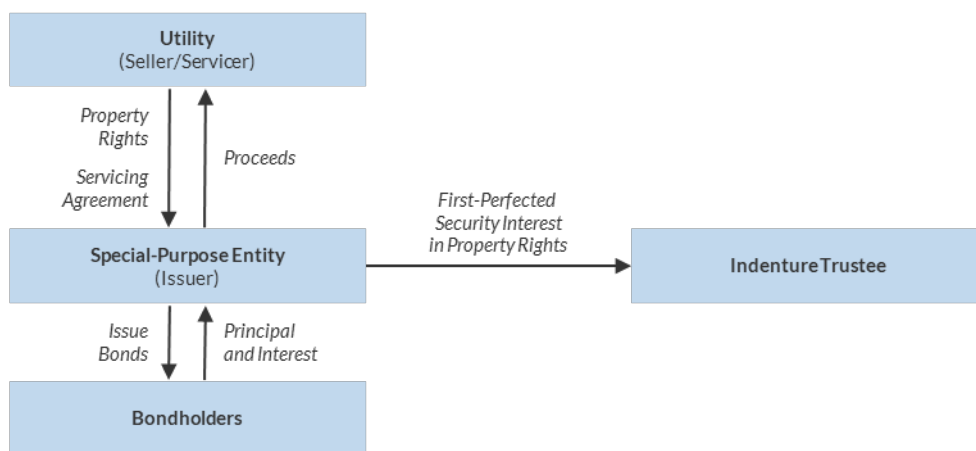 Utility
(Seller/Servicer)
Property
Rights
Proceeds
Servicing
Agreement
First-Perfected
Security Interest
in Property Rights
Special-Purpose Entity
(Issuer)
Indenture Trustee
Issue
Bonds
Principal
and Interest
Bondholders